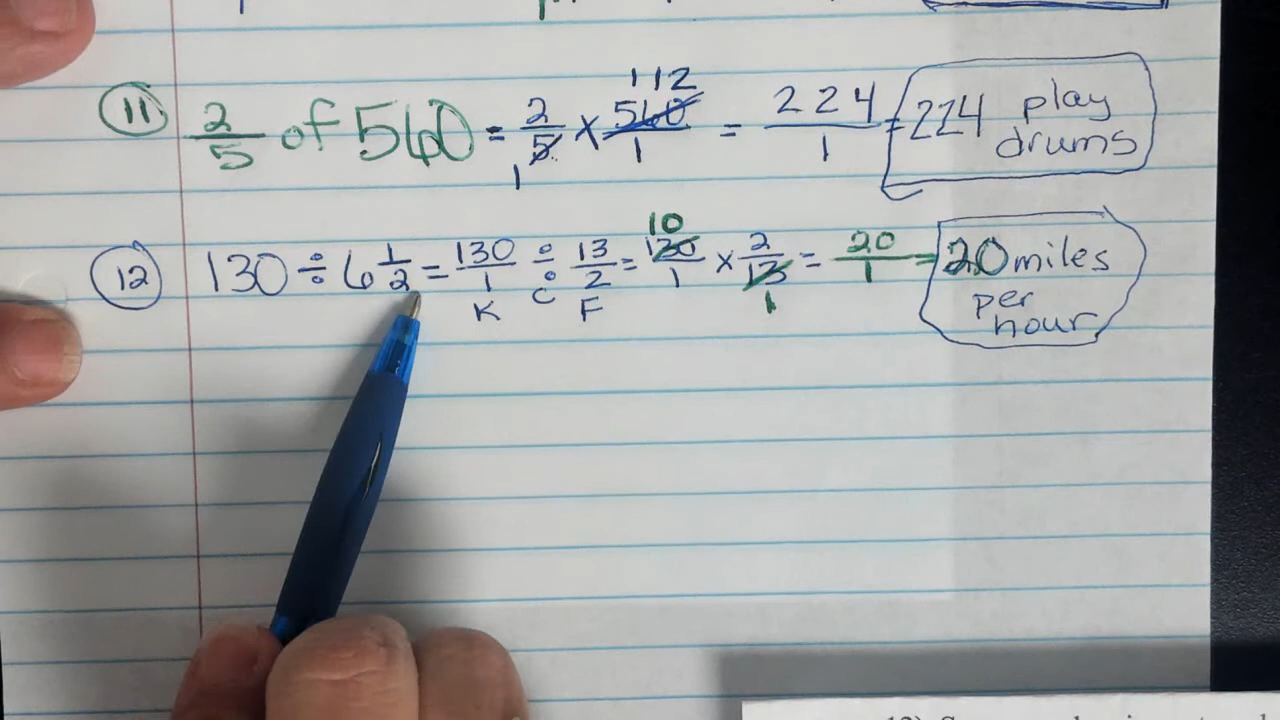 11 2/5 of 560 = 2/5 × 560/1 = 224/1 = 224 play drums
112
1
12 130 ÷ 6 1/2 = 130/1 ÷ 13/2 = 130/1 × 2/13 = 20/1 = 20 miles per hour
10
K C F
1